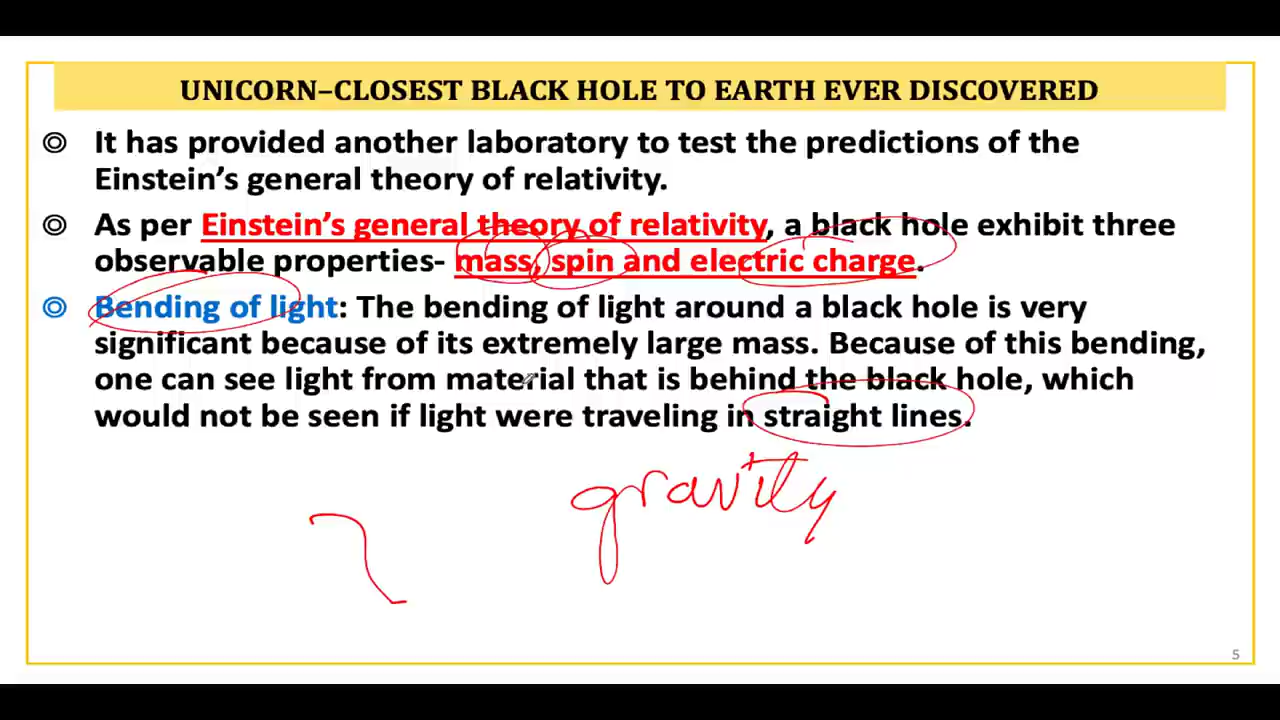 UNICORN–CLOSEST BLACK HOLE TO EARTH EVER DISCOVERED
◎ It has provided another laboratory to test the predictions of the
Einstein's general theory of relativity.
◎ As per Einstein's general theory of relativity, a black hole exhibit three
observable properties- mass, spin and electric charge.
◎ Bending of light: The bending of light around a black hole is very
significant because of its extremely large mass. Because of this bending,
one can see light from material that is behind the black hole, which
would not be seen if light were traveling in straight lines.
gravity
5